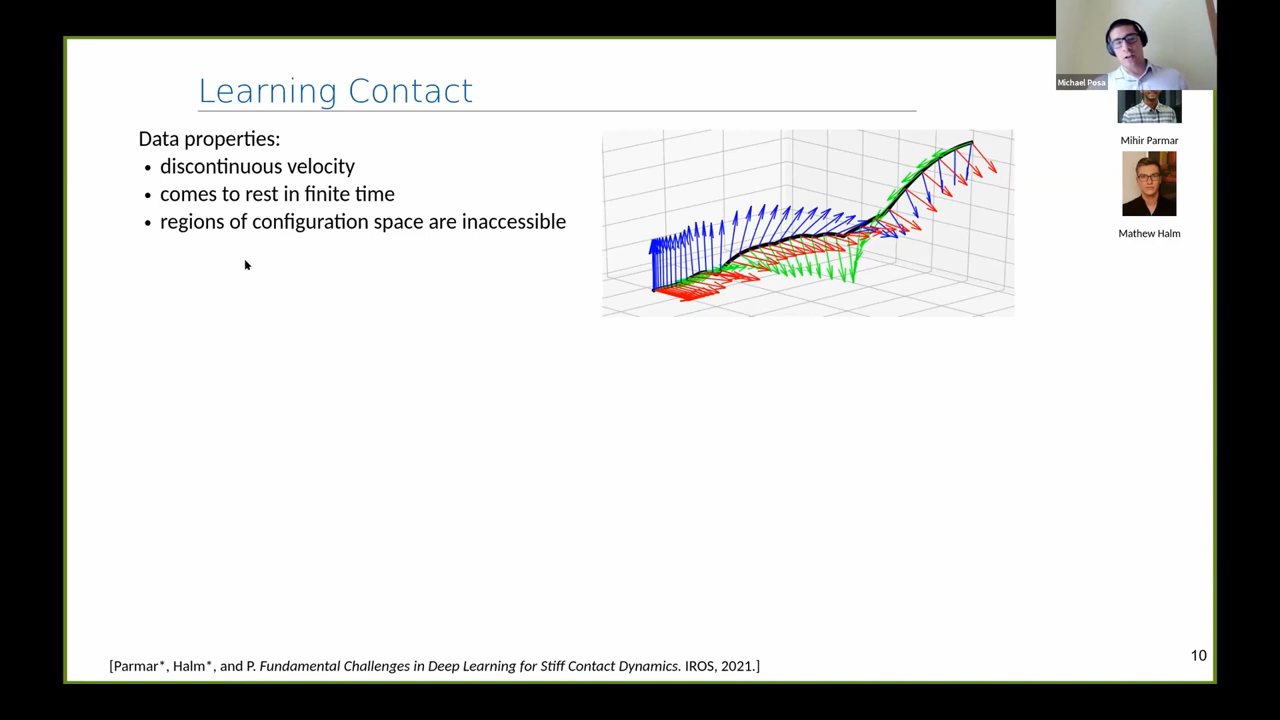 Learning Contact
Michael Posa
Data properties:
• discontinuous velocity
• comes to rest in finite time
• regions of configuration space are inaccessible
Mihir Parmar
Mathew Halm
[Parmar*, Halm*, and P. Fundamental Challenges in Deep Learning for Stiff Contact Dynamics. IROS, 2021.]
10